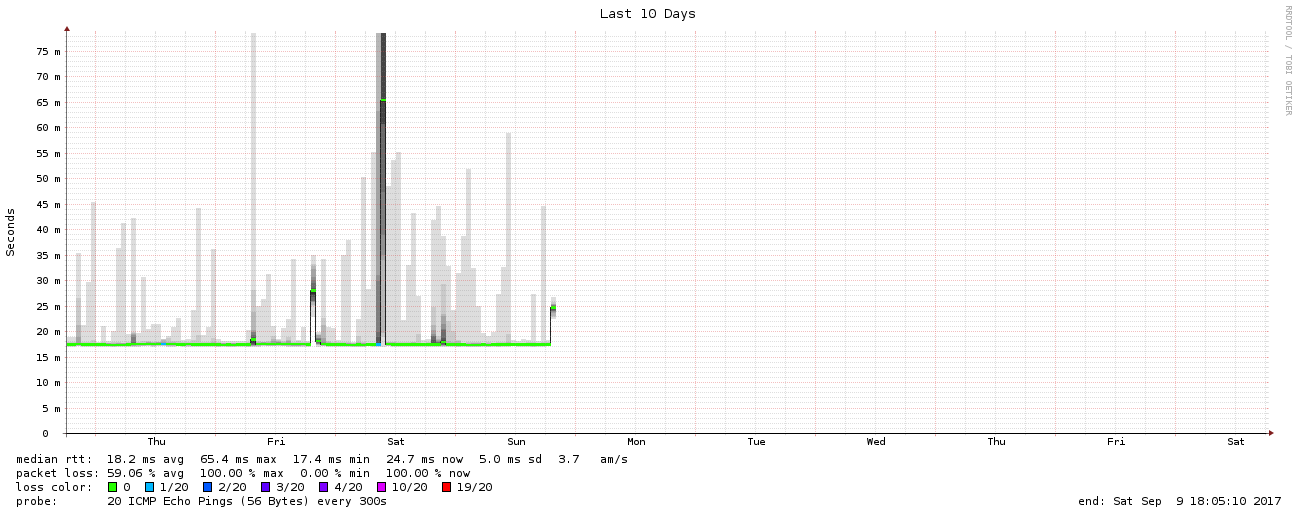 Last 10 Days
RRDTOOL / TOBI OETIKER
Seconds
75 m
70 m
65 m
60 m
55 m
50 m
45 m
40 m
35 m
30 m
25 m
20 m
15 m
10 m
5 m
0
Thu Fri Sat Sun Mon Tue Wed Thu Fri Sat
median rtt: 18.2 ms avg 65.4 ms max 17.4 ms min 24.7 ms now 5.0 ms sd 3.7 am/s
packet loss: 59.06 % avg 100.00 % max 0.00 % min 100.00 % now
loss color: 0 1/20 2/20 3/20 4/20 10/20 19/20
probe: 20 ICMP Echo Pings (56 Bytes) every 300s end: Sat Sep 9 18:05:10 2017